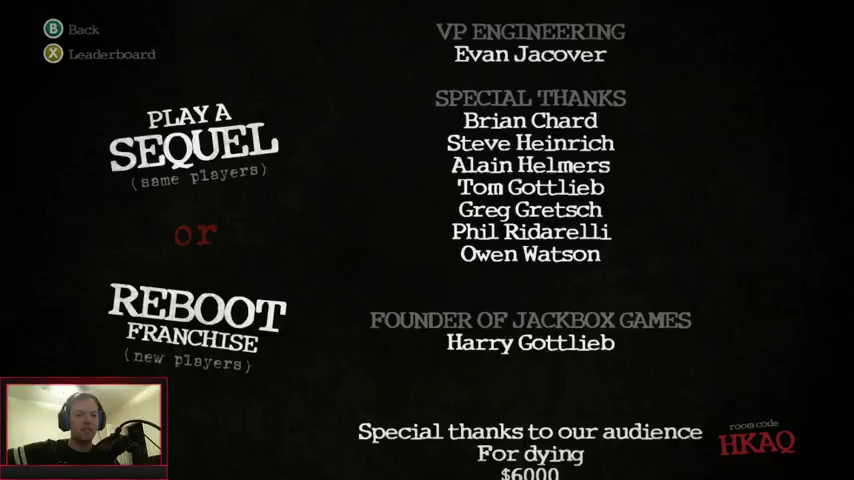 B Back
X Leaderboard
PLAY A
SEQUEL
(same players)
or
REBOOT
FRANCHISE
(new players)
VP ENGINEERING
Evan Jacover
SPECIAL THANKS
Brian Chard
Steve Heinrich
Alain Helmers
Tom Gottlieb
Greg Gretsch
Phil Ridarelli
Owen Watson
FOUNDER OF JACKBOX GAMES
Harry Gottlieb
Special thanks to our audience
For dying
$6000
room code
HKAQ